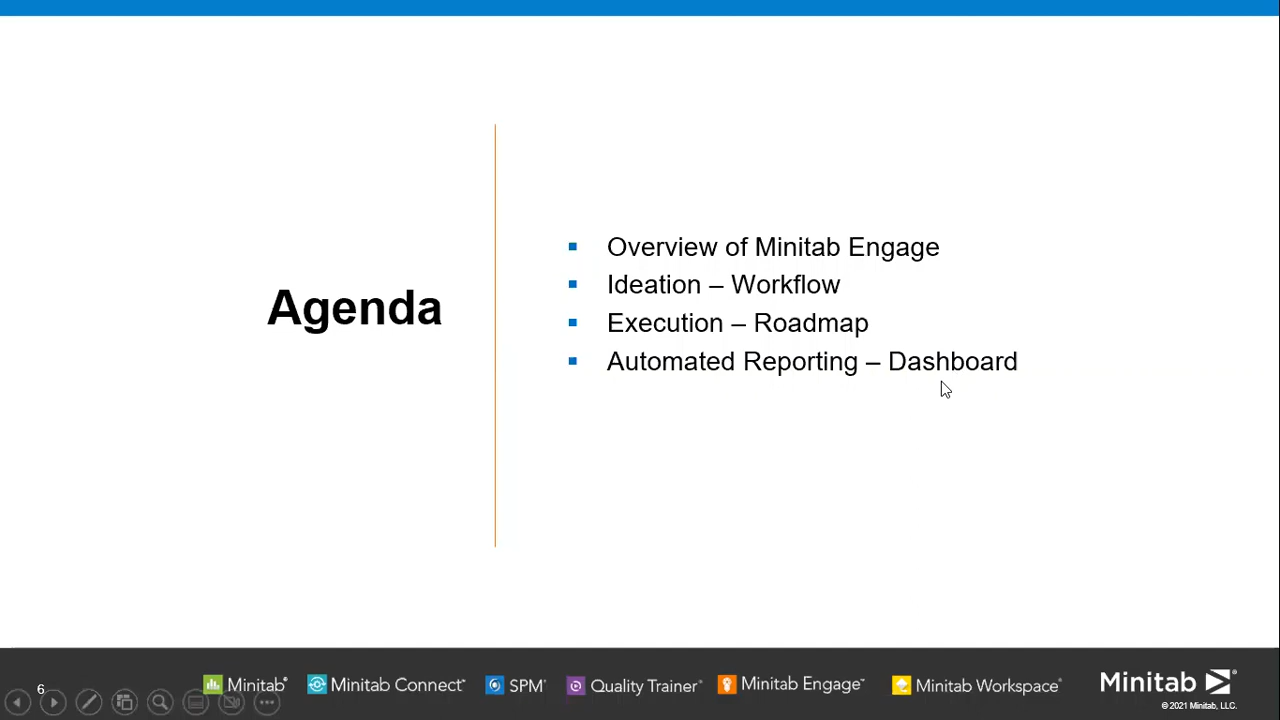 Agenda
Overview of Minitab Engage
Ideation – Workflow
Execution – Roadmap
Automated Reporting – Dashboard
6
Minitab®
Minitab Connect®
SPM®
Quality Trainer®
Minitab Engage™
Minitab Workspace®
Minitab®
© 2021 Minitab, LLC.